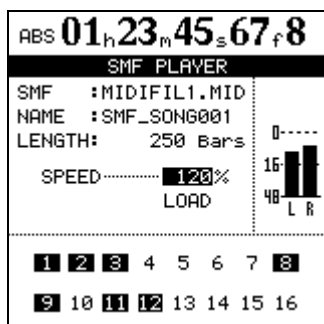 ABS 01h23m45s67f8
SMF PLAYER
SMF :MIDIFIL1.MID
NAME :SMF_SONG001
LENGTH: 250 Bars
SPEED 120%
LOAD
0
16
48
L R
1 2 3 4 5 6 7 8
9 10 11 12 13 14 15 16